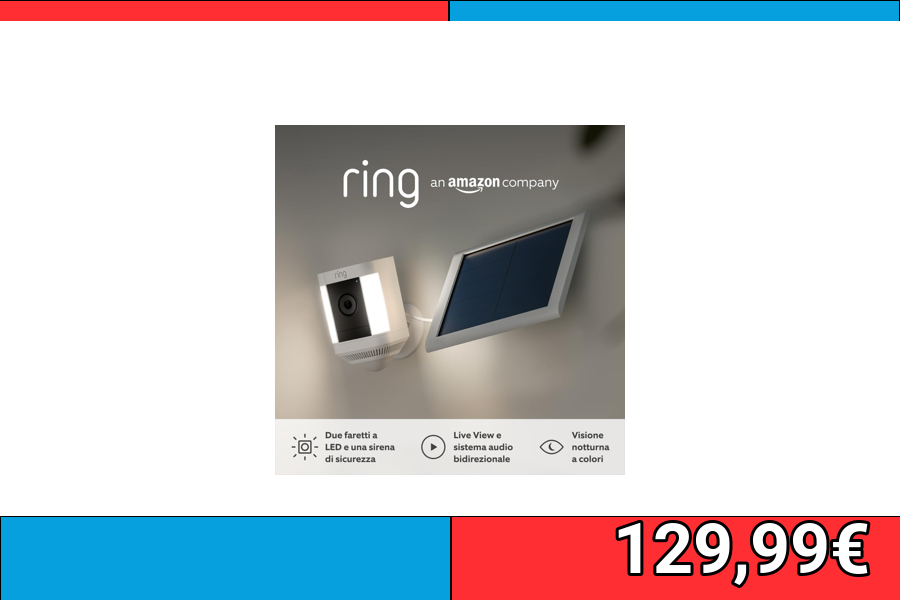 ring an amazon company
ring
Due faretti a
LED e una sirena
di sicurezza
Live View e
sistema audio
bidirezionale
Visione
notturna
a colori
129,99€